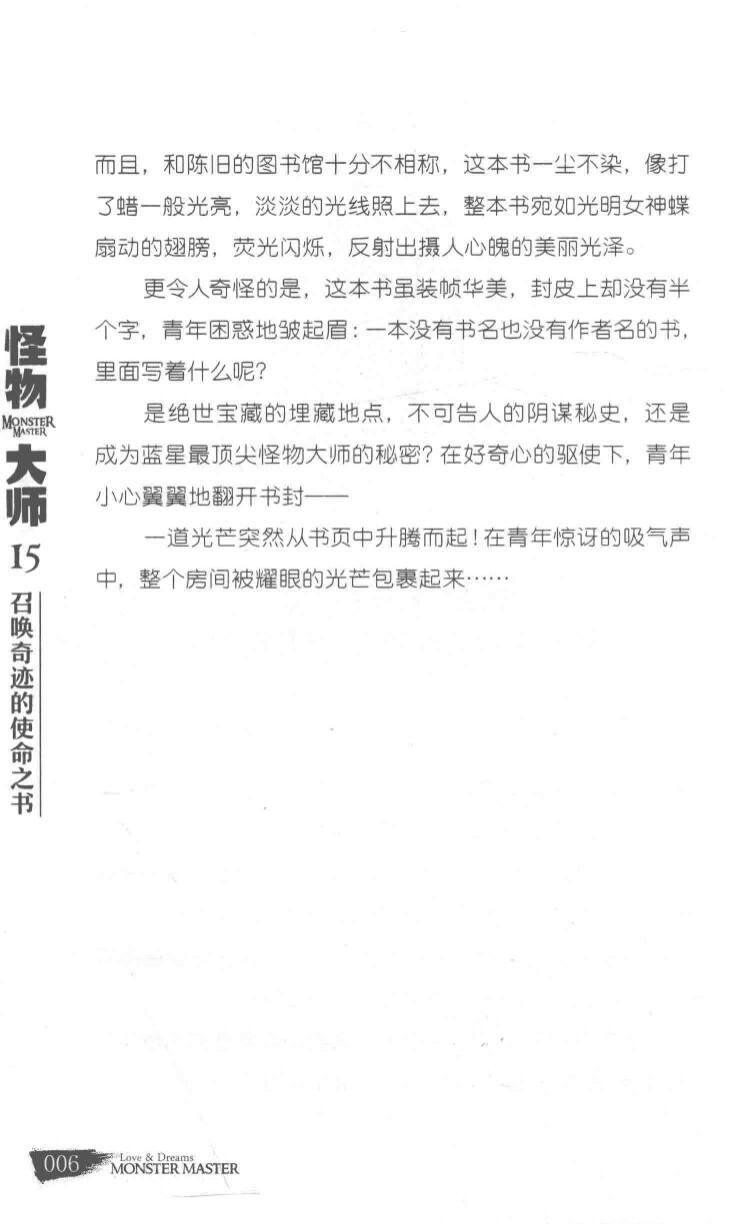 而且，和陈旧的图书馆十分不相称，这本书一尘不染，像打
了蜡一般光亮，淡淡的光线照上去，整本书宛如光明女神蝶
扇动的翅膀，荧光闪烁，反射出摄人心魄的美丽光泽。
更令人奇怪的是，这本书虽装帧华美，封皮上却没有半
个字，青年困惑地皱起眉：一本没有书名也没有作者名的书，
里面写着什么呢？
是绝世宝藏的埋藏地点，不可告人的阴谋秘史，还是
成为蓝星最顶尖怪物大师的秘密？在好奇心的驱使下，青年
小心翼翼地翻开书封——
一道光芒突然从书页中升腾而起！在青年惊讶的吸气声
中，整个房间被耀眼的光芒包裹起来……
怪物
MONSTER
MASTER
大师
15
召唤奇迹的使命之书
006
Love & Dreams
MONSTER MASTER